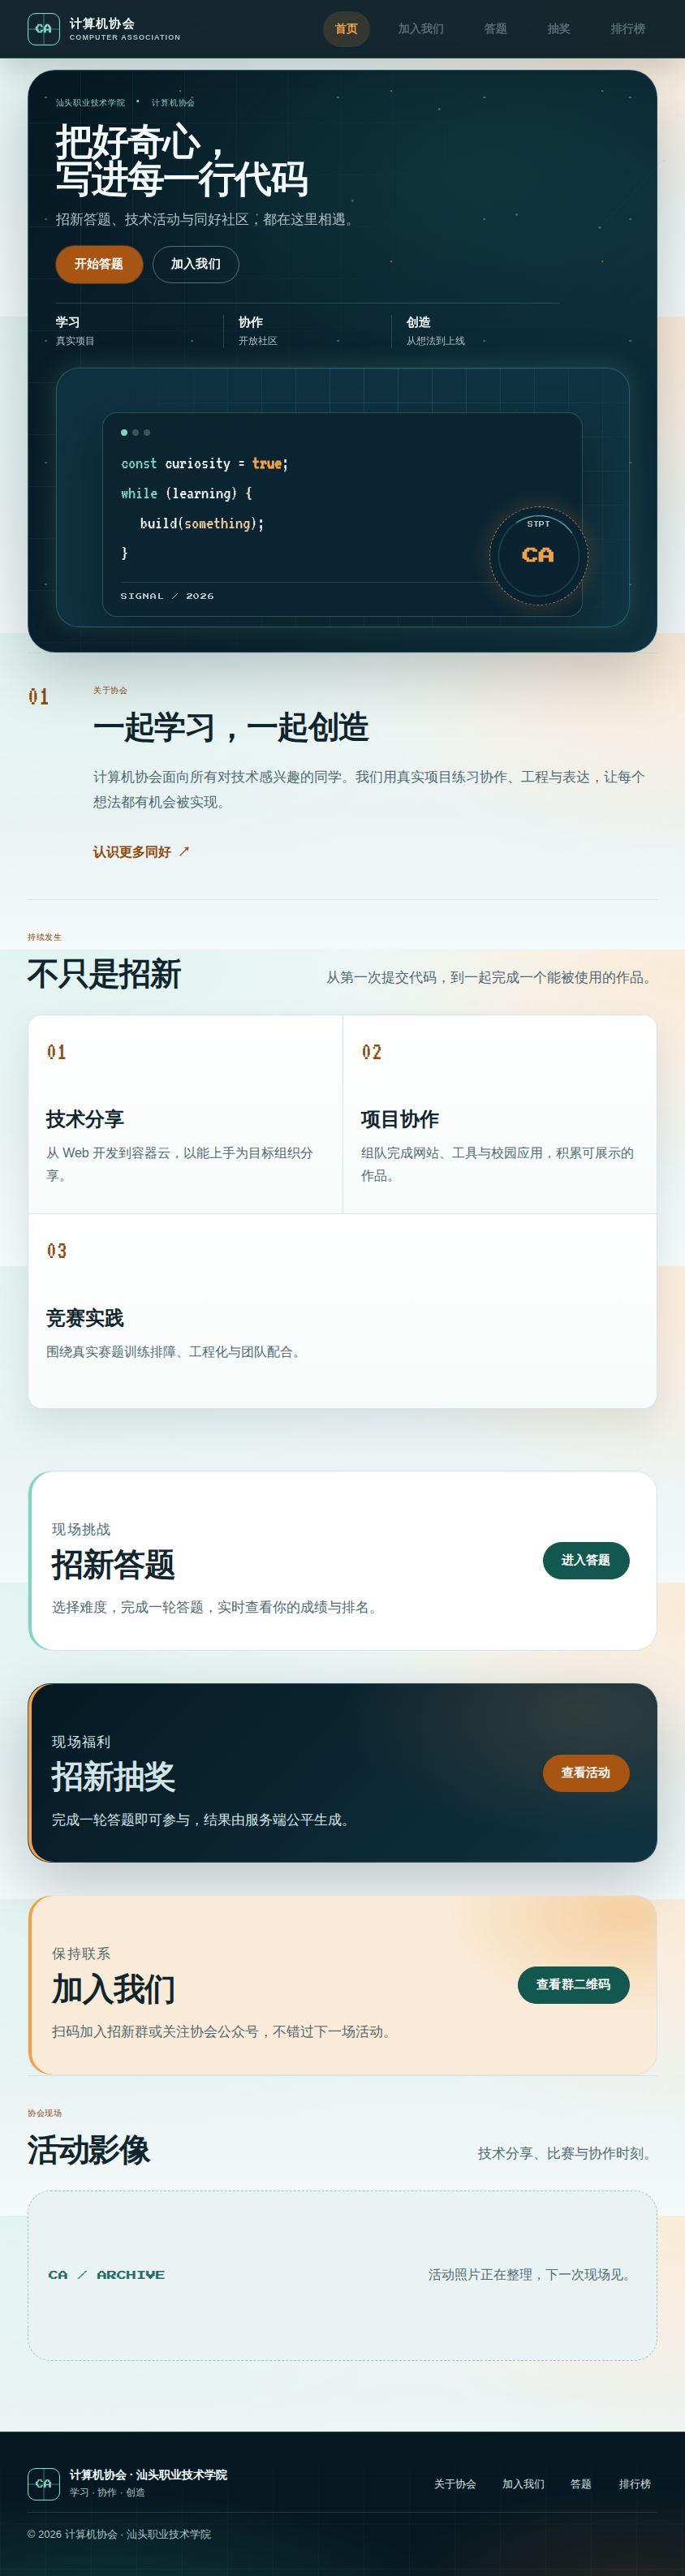 CA
计算机协会
COMPUTER ASSOCIATION
首页
加入我们
答题
抽奖
排行榜
汕头职业技术学院 · 计算机协会
把好奇心，
写进每一行代码
招新答题、技术活动与同好社区，都在这里相遇。
开始答题
加入我们
学习
真实项目
协作
开放社区
创造
从想法到上线
const curiosity = true;
while (learning) {
build(something);
}
SIGNAL / 2026
STPT
CA
01
关于协会
一起学习，一起创造
计算机协会面向所有对技术感兴趣的同学。我们用真实项目练习协作、工程与表达，让每个
想法都有机会被实现。
认识更多同好 ↗
持续发生
不只是招新
从第一次提交代码，到一起完成一个能被使用的作品。
01
技术分享
从 Web 开发到容器云，以能上手为目标组织分
享。
02
项目协作
组队完成网站、工具与校园应用，积累可展示的
作品。
03
竞赛实践
围绕真实赛题训练排障、工程化与团队配合。
现场挑战
招新答题
选择难度，完成一轮答题，实时查看你的成绩与排名。
进入答题
现场福利
招新抽奖
完成一轮答题即可参与，结果由服务端公平生成。
查看活动
保持联系
加入我们
扫码加入招新群或关注协会公众号，不错过下一场活动。
查看群二维码
协会现场
活动影像
技术分享、比赛与协作时刻。
CA / ARCHIVE
活动照片正在整理，下一次现场见。
CA
计算机协会 · 汕头职业技术学院
学习 · 协作 · 创造
关于协会
加入我们
答题
排行榜
© 2026 计算机协会 · 汕头职业技术学院